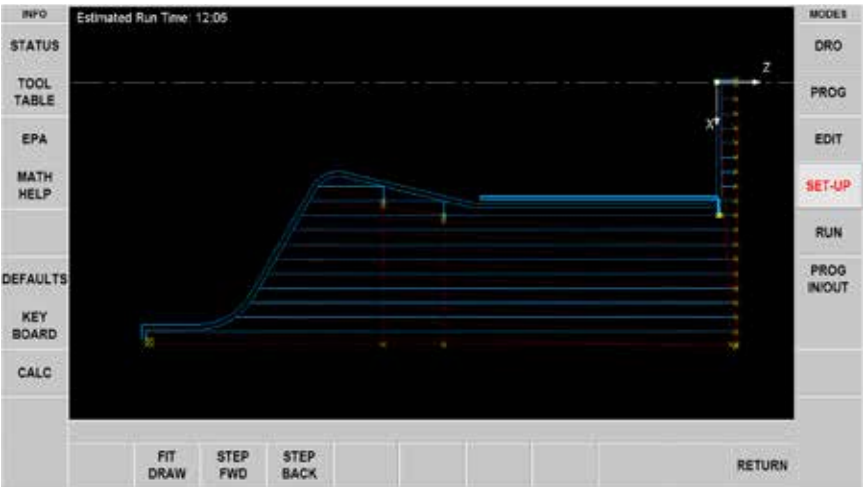 INFO
Estimated Run Time: 12:06
MODES
STATUS
DRO
TOOL
TABLE
PROG
EPA
EDIT
MATH
HELP
SET-UP
RUN
DEFAULTS
PROG
IN/OUT
KEY
BOARD
CALC
Z
X
FIT
DRAW
STEP
FWD
STEP
BACK
RETURN